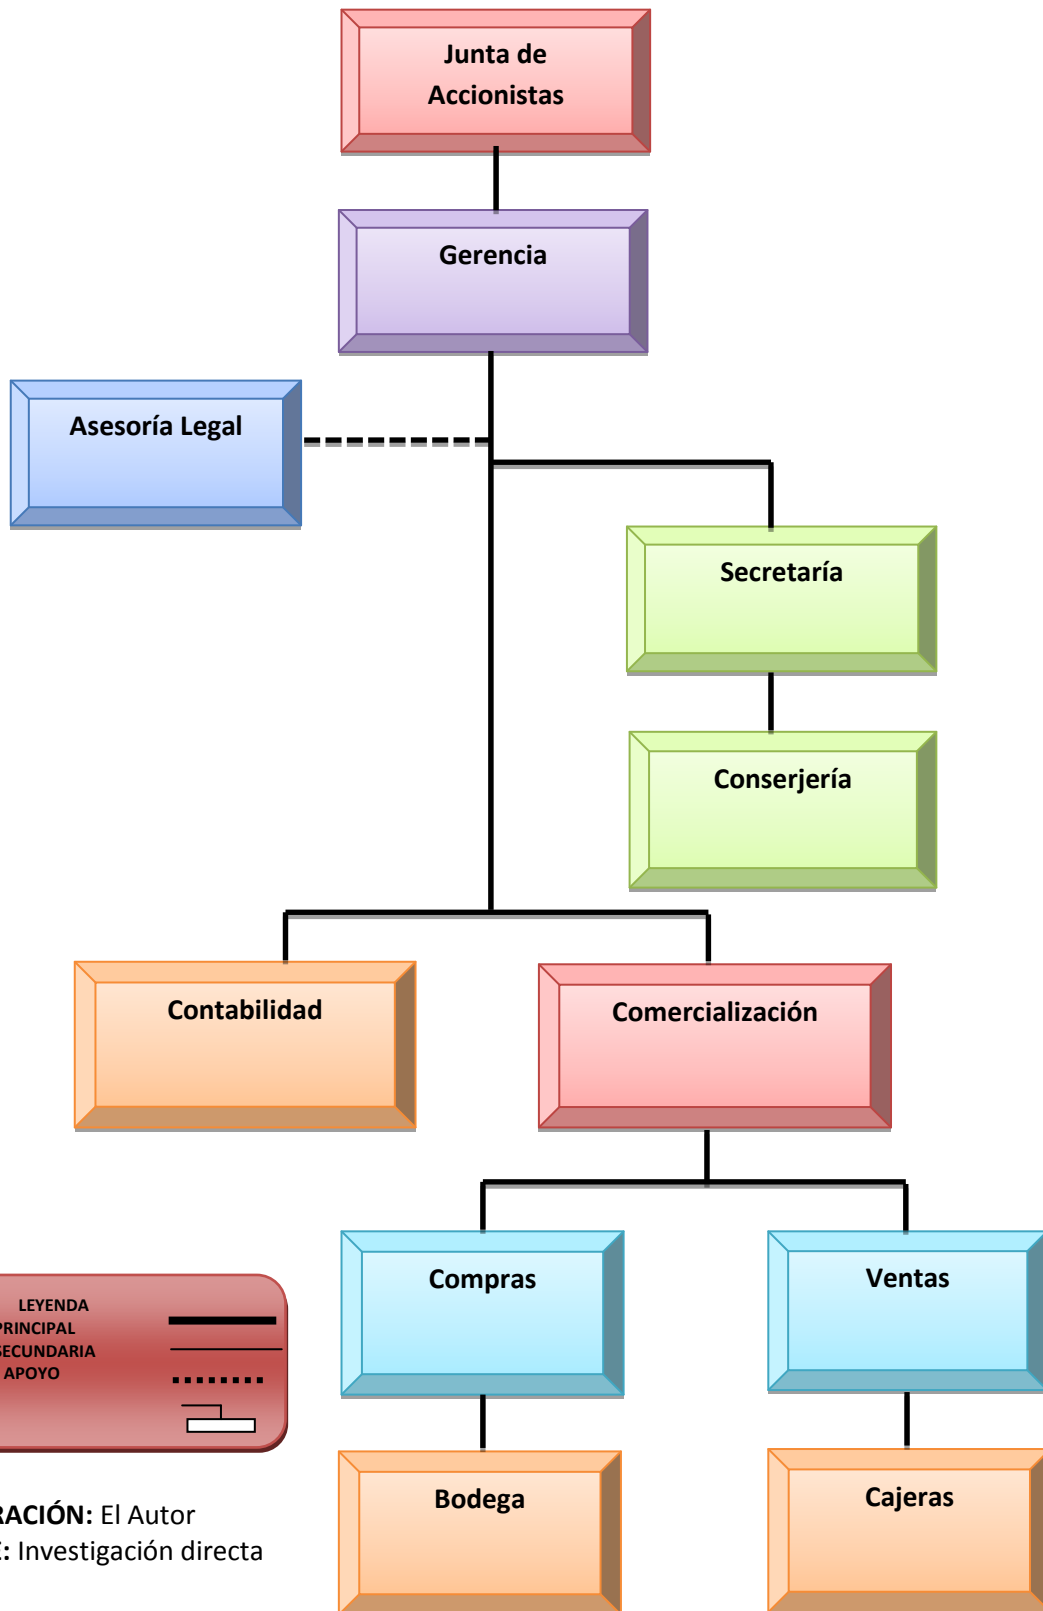 Junta de
Accionistas
Gerencia
Asesoría Legal
Secretaría
Conserjería
Contabilidad
Comercialización
Compras
Ventas
LEYENDA
PRINCIPAL
SECUNDARIA
APOYO
Bodega
Cajeras
RACIÓN: El Autor
: Investigación directa